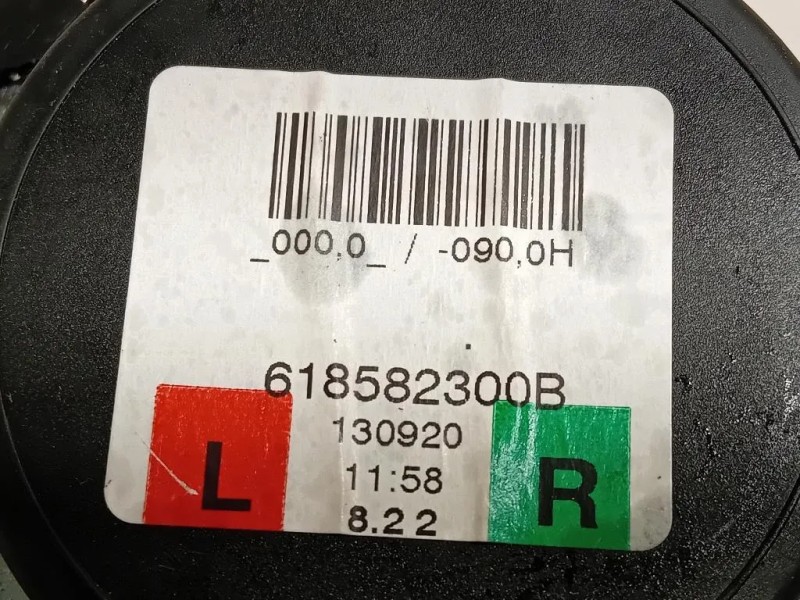 _000,0_ / -090,0H
618582300B
130920
11:58
8.22
L
R